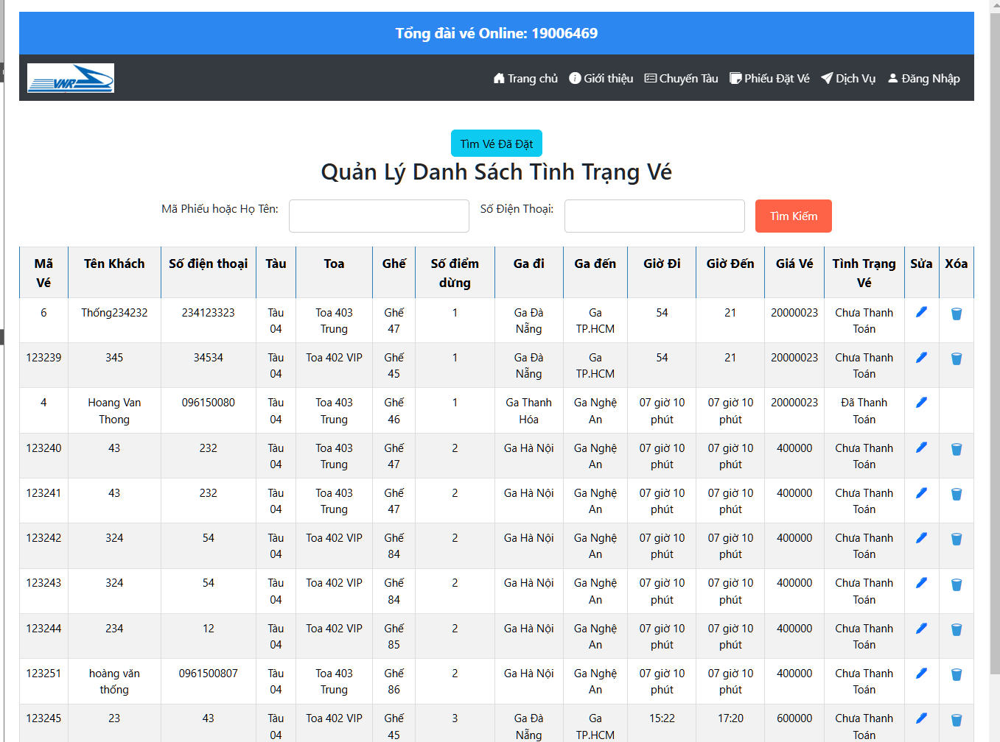 Tổng đài vé Online: 19006469
VNR Trang chủ Giới thiệu Chuyến Tàu Phiếu Đặt Vé Dịch Vụ Đăng Nhập
Tìm Vé Đã Đặt
Quản Lý Danh Sách Tình Trạng Vé
Mã Phiếu hoặc Họ Tên: Số Điện Thoại: Tìm Kiếm
Mã Tên Khách Số điện thoại Tàu Toa Ghế Số điểm Ga đi Ga đến Giờ Đi Giờ Đến Giá Vé Tình Trạng Sửa Xóa
Vé dừng Vé
6 Thống234232 234123323 Tàu Toa 403 Ghế 1 Ga Đà Ga 54 21 20000023 Chưa Thanh
04 Trung 47 Nẵng TP.HCM Toán
123239 345 34534 Tàu Toa 402 VIP Ghế 1 Ga Đà Ga 54 21 20000023 Chưa Thanh
04 45 Nẵng TP.HCM Toán
4 Hoang Van 096150080 Tàu Toa 403 Ghế 1 Ga Thanh Ga Nghệ 07 giờ 10 07 giờ 10 20000023 Đã Thanh
Thong 04 Trung 46 Hóa An phút phút Toán
123240 43 232 Tàu Toa 403 Ghế 2 Ga Hà Nội Ga Nghệ 07 giờ 10 07 giờ 10 400000 Chưa Thanh
04 Trung 47 An phút phút Toán
123241 43 232 Tàu Toa 403 Ghế 2 Ga Hà Nội Ga Nghệ 07 giờ 10 07 giờ 10 400000 Chưa Thanh
04 Trung 47 An phút phút Toán
123242 324 54 Tàu Toa 402 VIP Ghế 2 Ga Hà Nội Ga Nghệ 07 giờ 10 07 giờ 10 400000 Chưa Thanh
04 84 An phút phút Toán
123243 324 54 Tàu Toa 402 VIP Ghế 2 Ga Hà Nội Ga Nghệ 07 giờ 10 07 giờ 10 400000 Chưa Thanh
04 84 An phút phút Toán
123244 234 12 Tàu Toa 402 VIP Ghế 2 Ga Hà Nội Ga Nghệ 07 giờ 10 07 giờ 10 400000 Chưa Thanh
04 85 An phút phút Toán
123251 hoàng văn 0961500807 Tàu Toa 403 Ghế 2 Ga Hà Nội Ga Nghệ 07 giờ 10 07 giờ 10 400000 Chưa Thanh
thống 04 Trung 86 An phút phút Toán
123245 23 43 Tàu Toa 402 VIP Ghế 3 Ga Đà Ga 15:22 17:20 600000 Chưa Thanh
04 45 Nẵng TP.HCM Toán